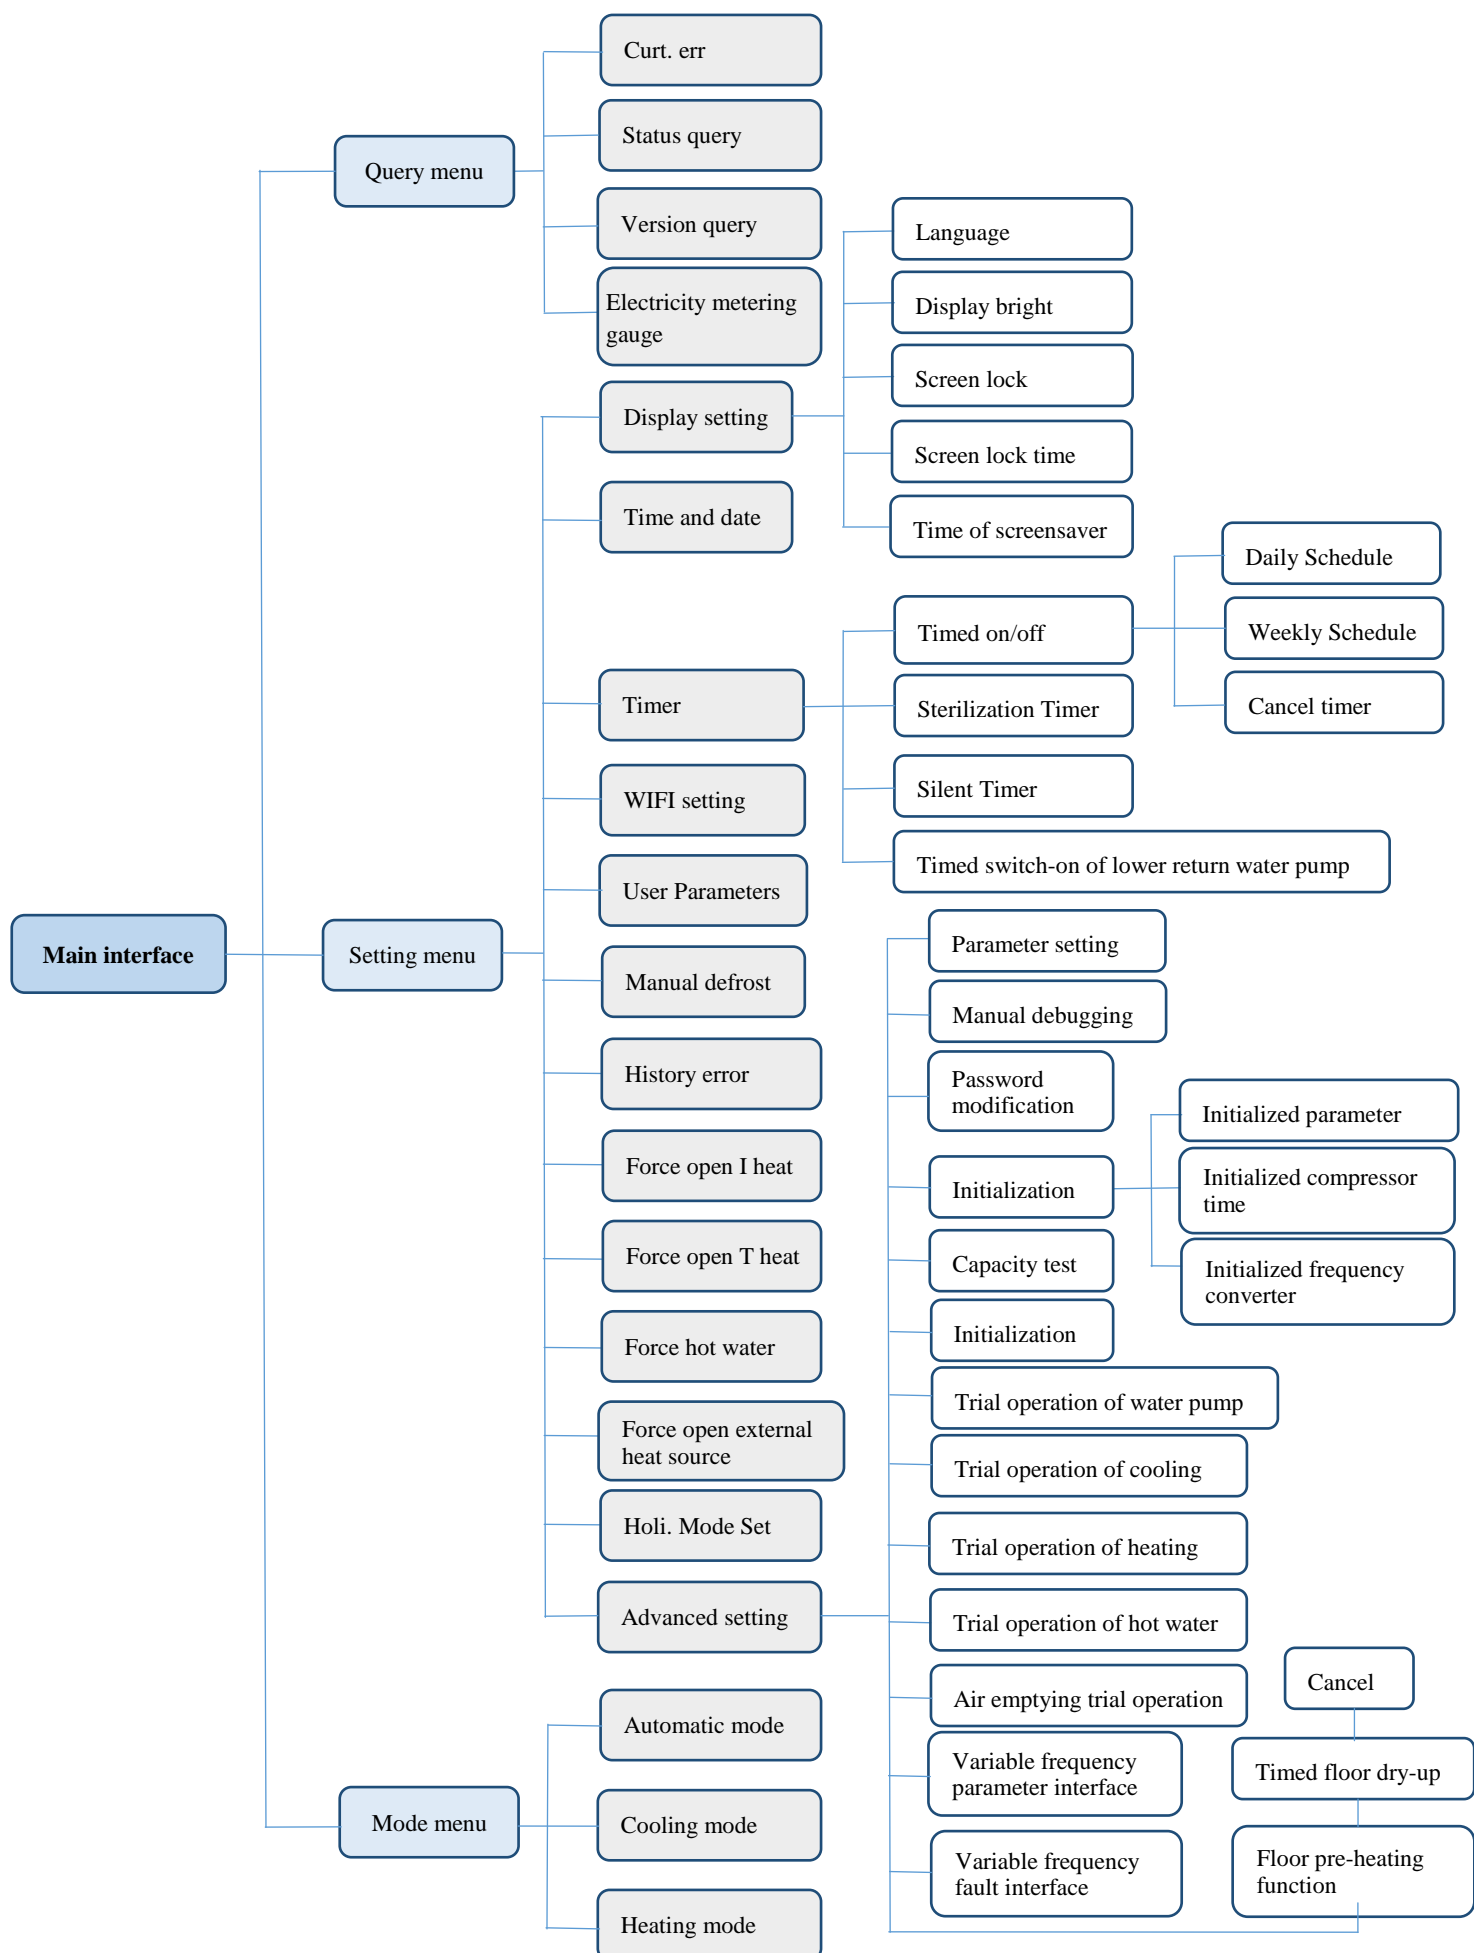 Main interface
Query menu
Curt. err
Status query
Version query
Electricity metering
gauge
Setting menu
Display setting
Language
Display bright
Screen lock
Screen lock time
Time of screensaver
Time and date
Timer
Timed on/off
Daily Schedule
Weekly Schedule
Cancel timer
Sterilization Timer
Silent Timer
Timed switch-on of lower return water pump
WIFI setting
User Parameters
Manual defrost
History error
Force open I heat
Force open T heat
Force hot water
Force open external
heat source
Holi. Mode Set
Advanced setting
Parameter setting
Manual debugging
Password
modification
Initialization
Initialized parameter
Initialized compressor
time
Initialized frequency
converter
Capacity test
Initialization
Trial operation of water pump
Trial operation of cooling
Trial operation of heating
Trial operation of hot water
Air emptying trial operation
Variable frequency
parameter interface
Variable frequency
fault interface
Cancel
Timed floor dry-up
Floor pre-heating
function
Mode menu
Automatic mode
Cooling mode
Heating mode